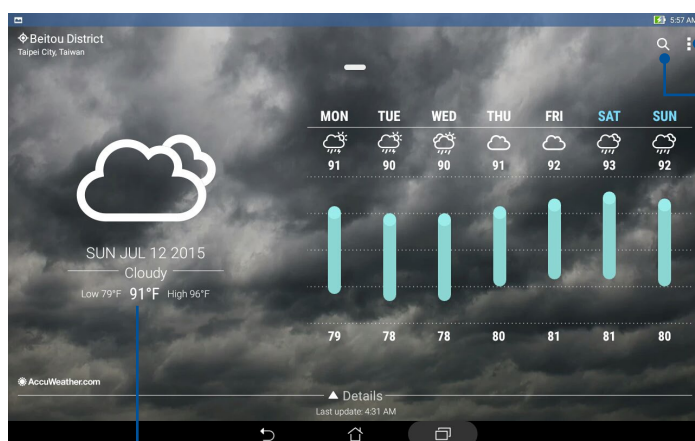 5:57 AM
Beitou District
Taipei City, Taiwan
MON TUE WED THU FRI SAT SUN
91 90 90 91 92 93 92
SUN JUL 12 2015
Cloudy
Low 79°F 91°F High 96°F
79 78 78 80 81 81 80
AccuWeather.com
Details
Last update: 4:31 AM